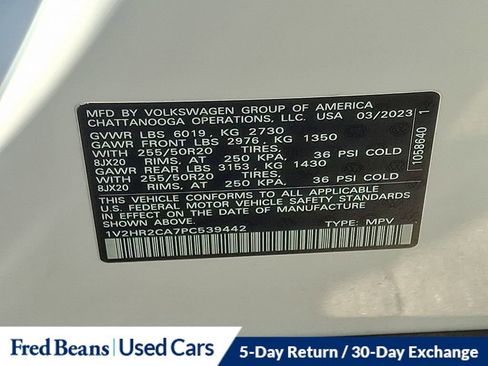 MFD BY VOLKSWAGEN GROUP OF AMERICA
CHATTANOOGA OPERATIONS, LLC. USA 03/2023
GVWR LBS 6019, KG 2730
GAWR FRONT LBS 2976, KG 1350
WITH 255/50R20 TIRES,
8JX20 RIMS, AT 250 KPA, 36 PSI COLD
GAWR REAR LBS 3153, KG 1430
WITH 255/50R20 TIRES,
8JX20 RIMS, AT 250 KPA, 36 PSI COLD
THIS VEHICLE CONFORMS TO ALL APPLICABLE
U.S. FEDERAL MOTOR VEHICLE SAFETY STANDARDS
IN EFFECT ON THE DATE OF MANUFACTURE
SHOWN ABOVE.
1V2HR2CA7PC539442 TYPE: MPV
1058640 1
Fred Beans Used Cars
5-Day Return / 30-Day Exchange